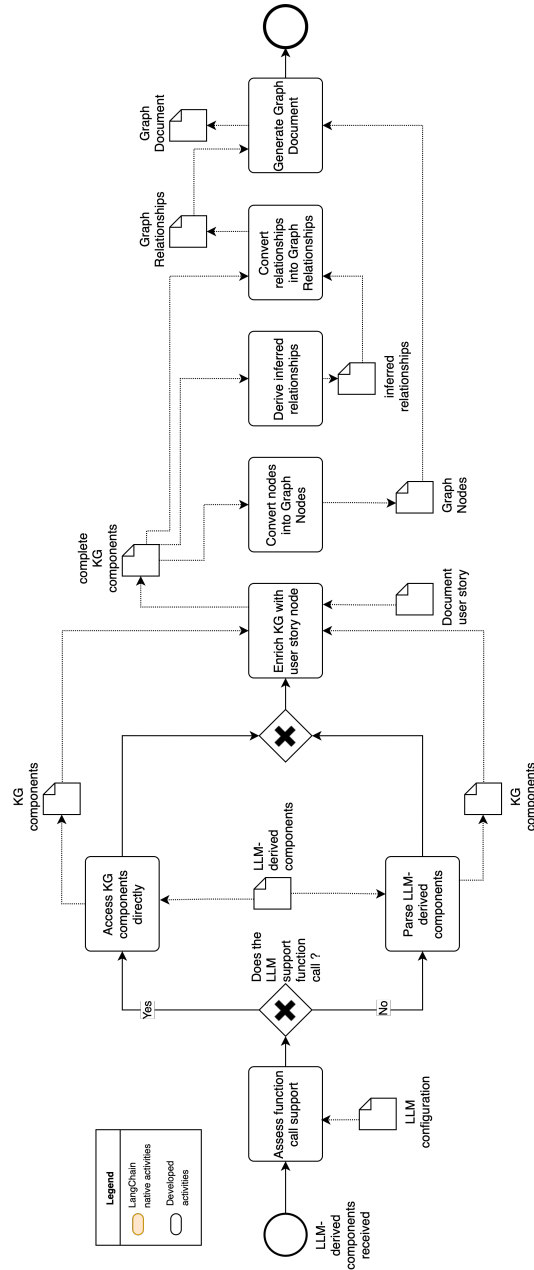 Legend
LangChain
native activities
Developed
activities
LLM-
derived
components
received
Assess function
call support
LLM
configuration
Does the
LLM
support
function
call ?
Yes
No
Access KG
components
directly
KG
components
LLM-
derived
components
Parse LLM-
derived
components
KG
components
Enrich KG with
user story node
Document
user story
complete
KG
components
Convert nodes
into Graph
Nodes
Graph
Nodes
Derive inferred
relationships
inferred
relationships
Convert
relationships
into Graph
Relationships
Graph
Relationships
Generate Graph
Document
Graph
Document